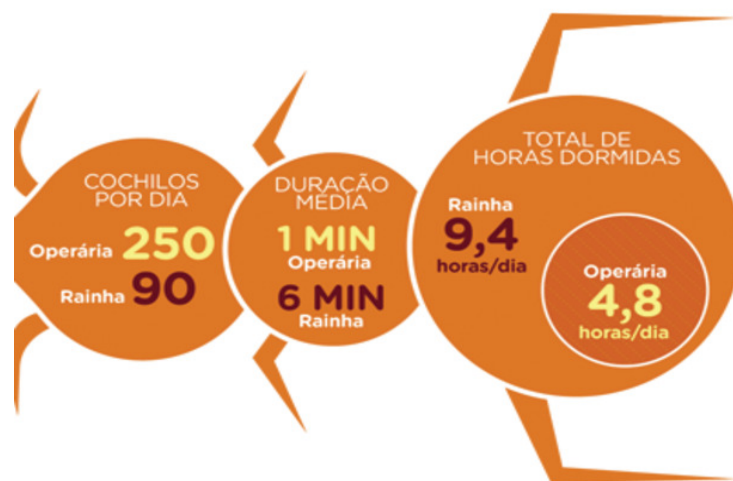 COCHILOS
POR DIA
Operária 250
Rainha 90
DURAÇÃO
MÉDIA
1 MIN
Operária
6 MIN
Rainha
TOTAL DE
HORAS DORMIDAS
Rainha
9,4
horas/dia
Operária
4,8
horas/dia